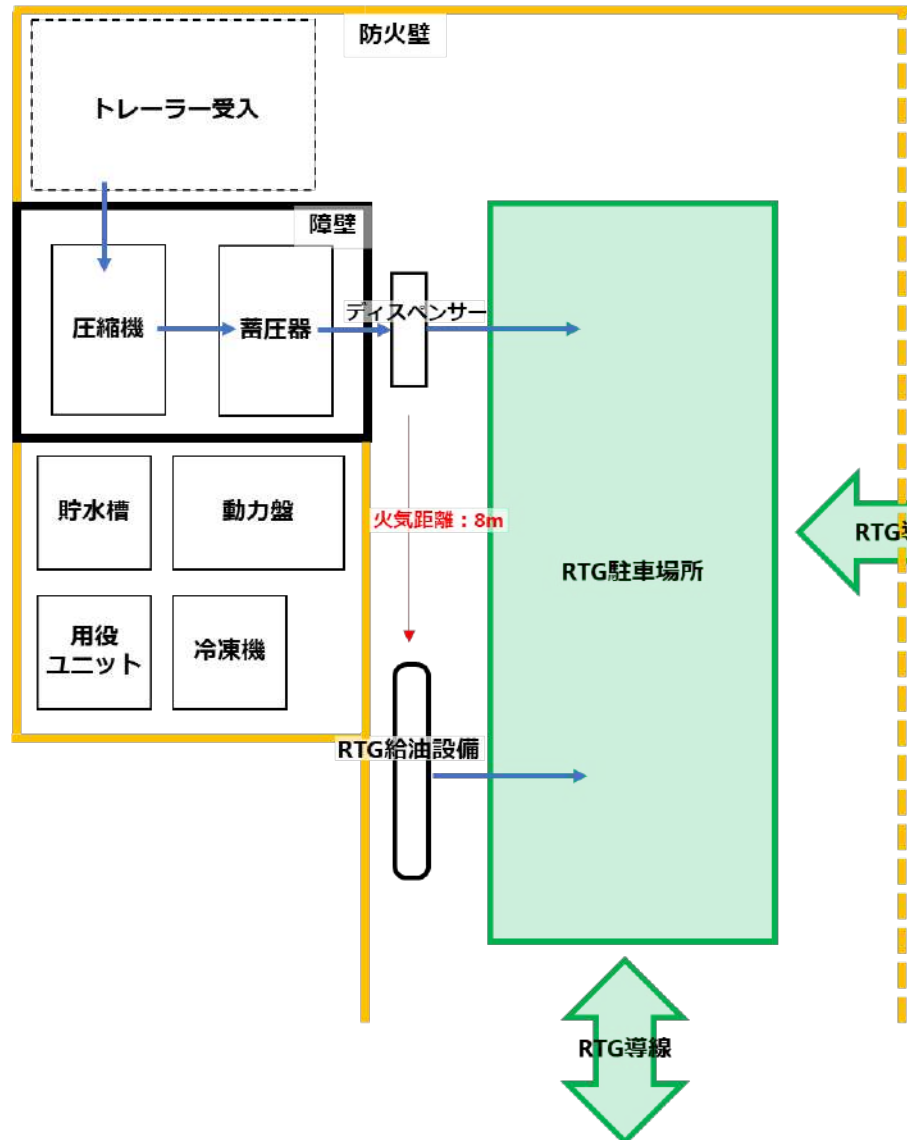 防火壁
トレーラー受入
障壁
圧縮機
蓄圧器
ディスペンサー
貯水槽
動力盤
火気距離：8m
RTG
RTG駐車場所
用役
ユニット
冷凍機
RTG給油設備
RTG導線